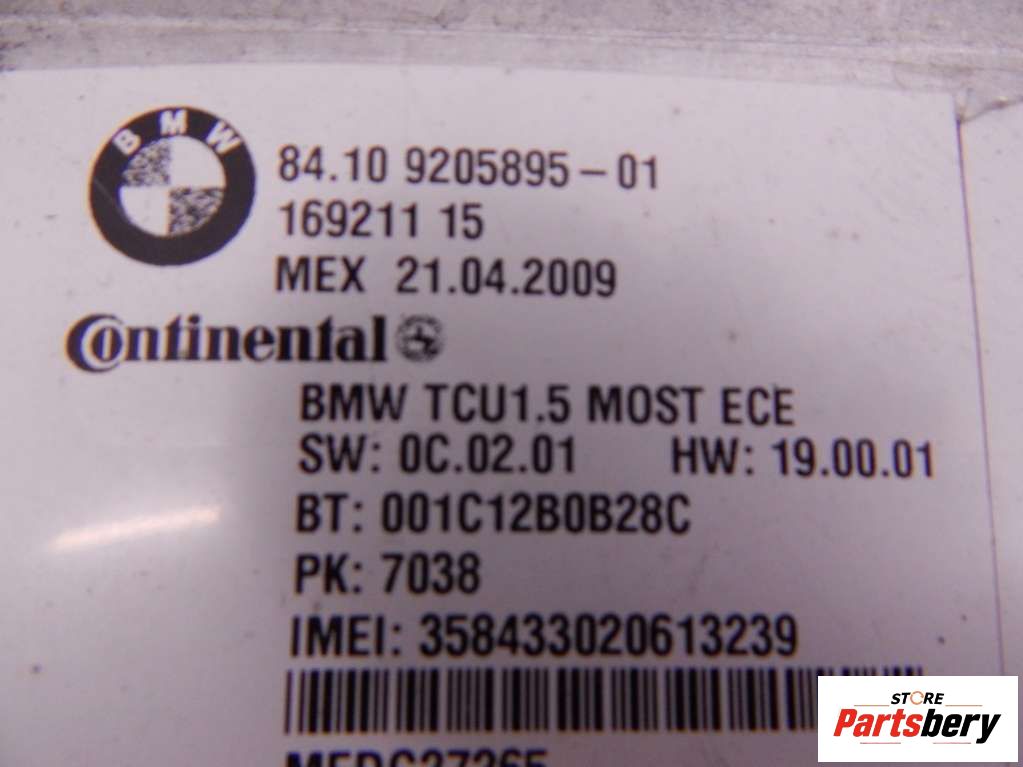 BMW
84.10 9205895-01
169211 15
MEX 21.04.2009
Continental
BMW TCU1.5 MOST ECE
SW: 0C.02.01 HW: 19.00.01
BT: 001C12B0B28C
PK: 7038
IMEI: 358433020613239
STORE
Partsbery